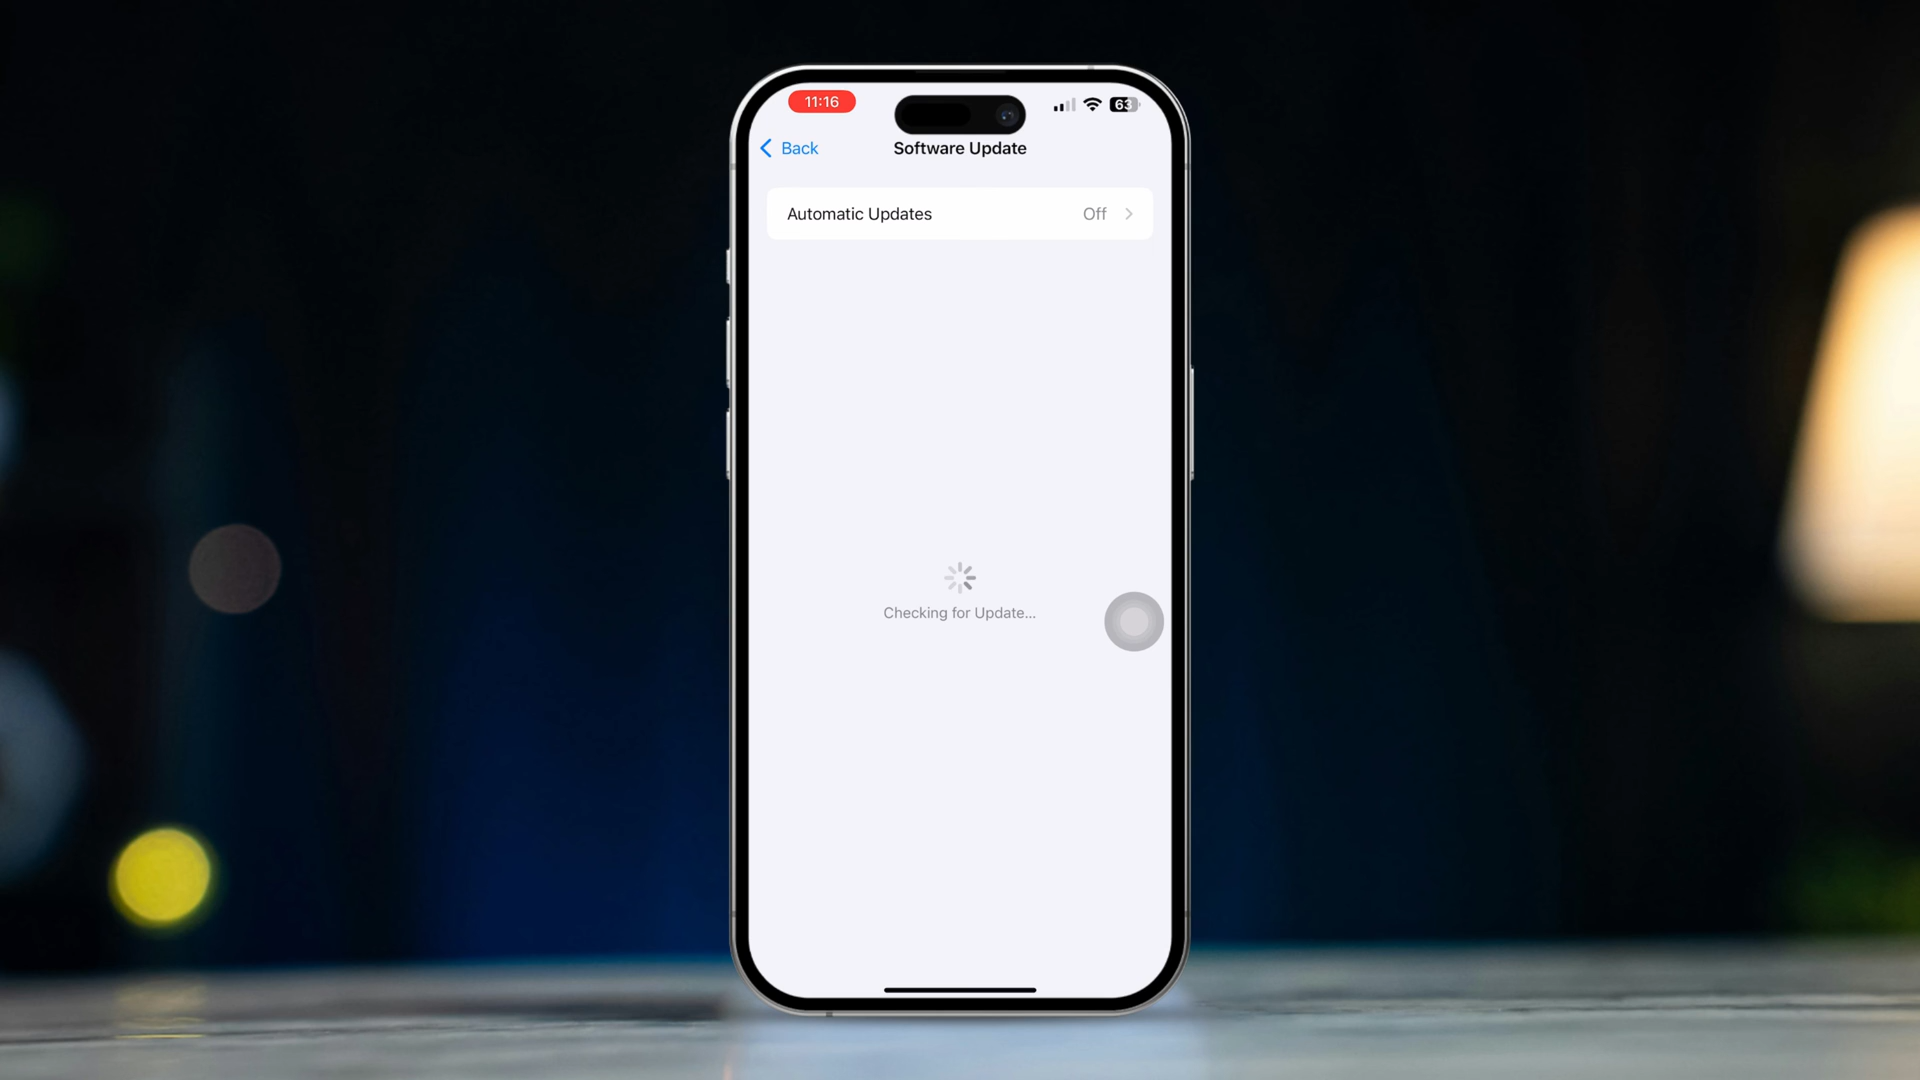 11:16
63
Back
Software Update
Automatic Updates Off
Checking for Update...